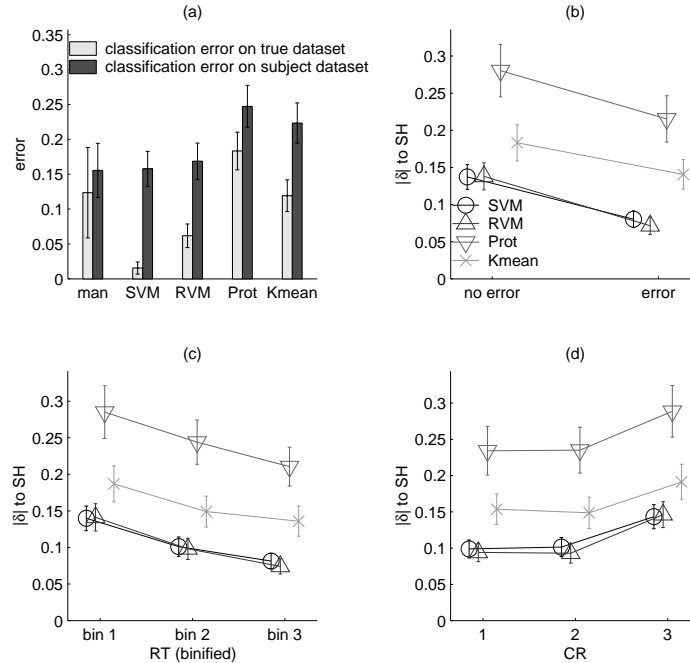 (a)
0.35
0.3
0.25
0.2
0.15
0.1
0.05
0
error
classification error on true dataset
classification error on subject dataset
man SVM RVM Prot Kmean
(b)
0.3
0.25
0.2
0.15
0.1
0.05
0
|δ| to SH
SVM
RVM
Prot
Kmean
no error error
(c)
0.3
0.25
0.2
0.15
0.1
0.05
0
|δ| to SH
bin 1 bin 2 bin 3
RT (binified)
(d)
0.3
0.25
0.2
0.15
0.1
0.05
0
|δ| to SH
1 2 3
CR